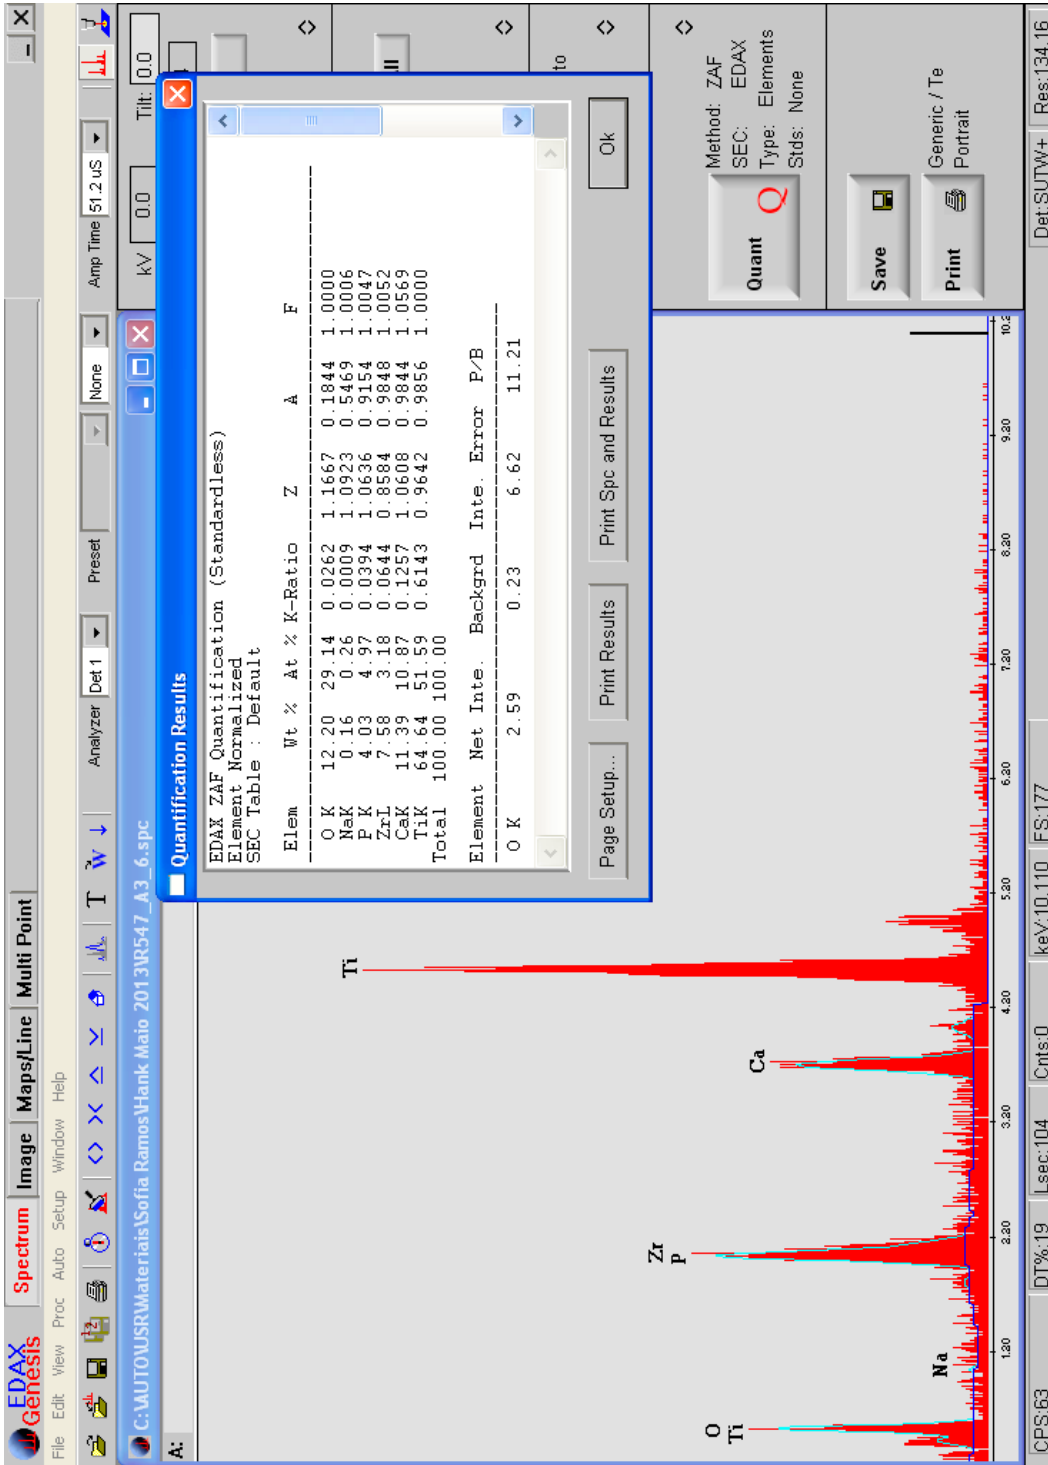 EDAX
Genesis
Spectrum Image Maps/Line Multi Point
File Edit View Proc Auto Setup Window Help
Analyzer Det 1 Preset None Amp Time 51.2 uS
C:\AUTO\USR\Materiais\Sofia Ramos\Hank Maio 2013\R547_A3_6.spc
kV 0.0 Tilt: 0.0
A:
Quantification Results
EDAX ZAF Quantification (Standardless)
Element Normalized
SEC Table : Default
Elem Wt % At % K-Ratio Z A F
O K 12.20 29.14 0.0262 1.1667 0.1844 1.0000
NaK 0.16 0.26 0.0009 1.0923 0.5469 1.0006
P K 4.03 4.97 0.0394 1.0636 0.9154 1.0047
ZrL 7.58 3.18 0.0644 0.8584 0.9848 1.0052
CaK 11.39 10.87 0.1257 1.0608 0.9844 1.0569
TiK 64.64 51.59 0.6143 0.9642 0.9856 1.0000
Total 100.00 100.00
Element Net Inte. Backgrd Inte. Error P/B
O K 2.59 0.23 6.62 11.21
Page Setup... Print Results Print Spc and Results Ok
to
Quant Q
Method: ZAF
SEC: EDAX
Type: Elements
Stds: None
Save
Print
Generic / Te
Portrait
Ti
Ca
Zr
P
O
Ti
Na
1.20 2.20 3.20 4.20 5.20 6.20 7.20 8.20 9.20 10.2
CPS:63 DT%:19 Lsec:104 Cnts:0 keV:10.110 FS:177 Det:SUTW+ Res:134.16